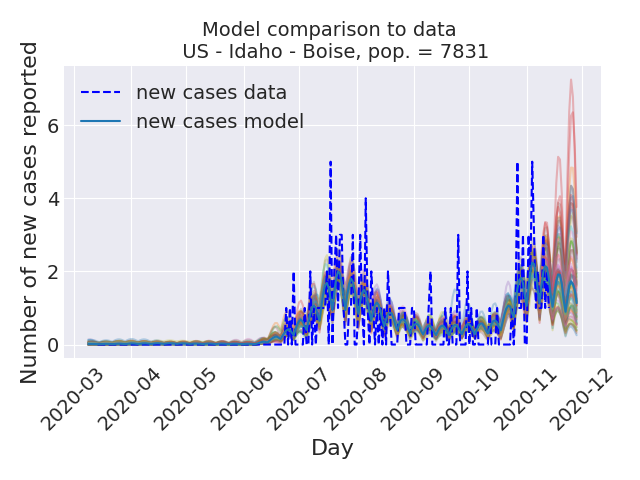 Model comparison to data
US - Idaho - Boise, pop. = 7831
new cases data
new cases model
Number of new cases reported
6
4
2
0
2020-03
2020-04
2020-05
2020-06
2020-07
2020-08
2020-09
2020-10
2020-11
2020-12
Day